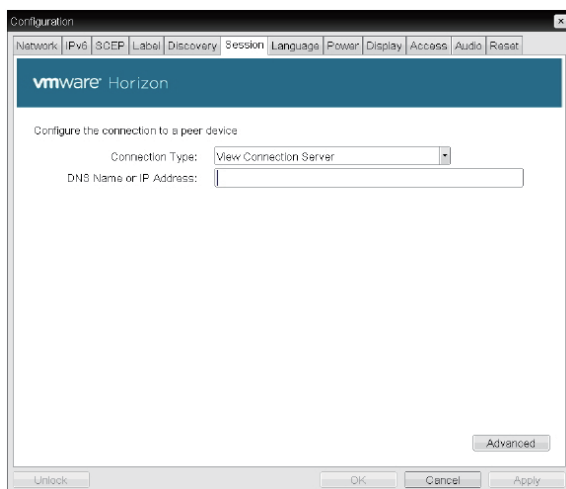 Configuration
Network IPv6 SCEP Label Discovery Session Language Power Display Access Audio Reset
vmware Horizon
Configure the connection to a peer device
Connection Type: View Connection Server
DNS Name or IP Address:
Advanced
Unlock OK Cancel Apply